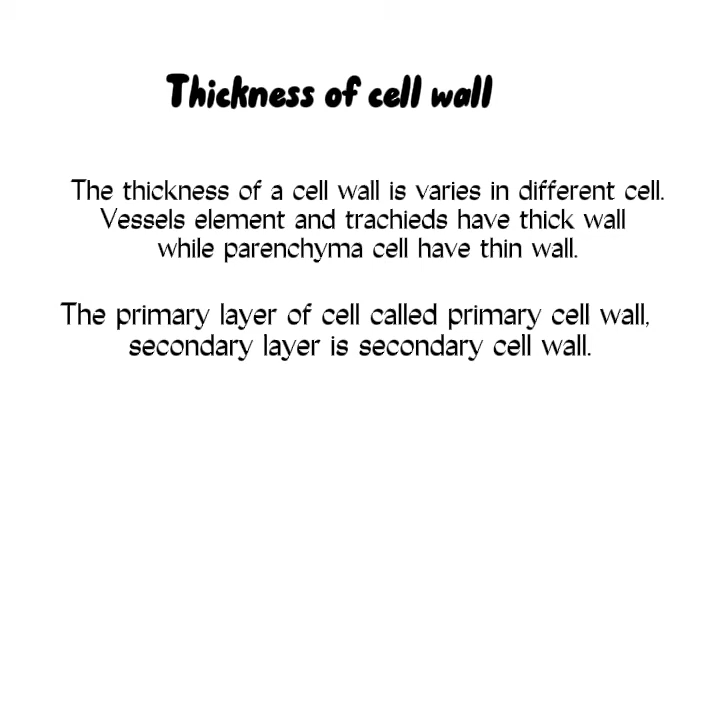 Thickness of cell wall
The thickness of a cell wall is varies in different cell.
Vessels element and trachieds have thick wall
while parenchyma cell have thin wall.
The primary layer of cell called primary cell wall,
secondary layer is secondary cell wall.